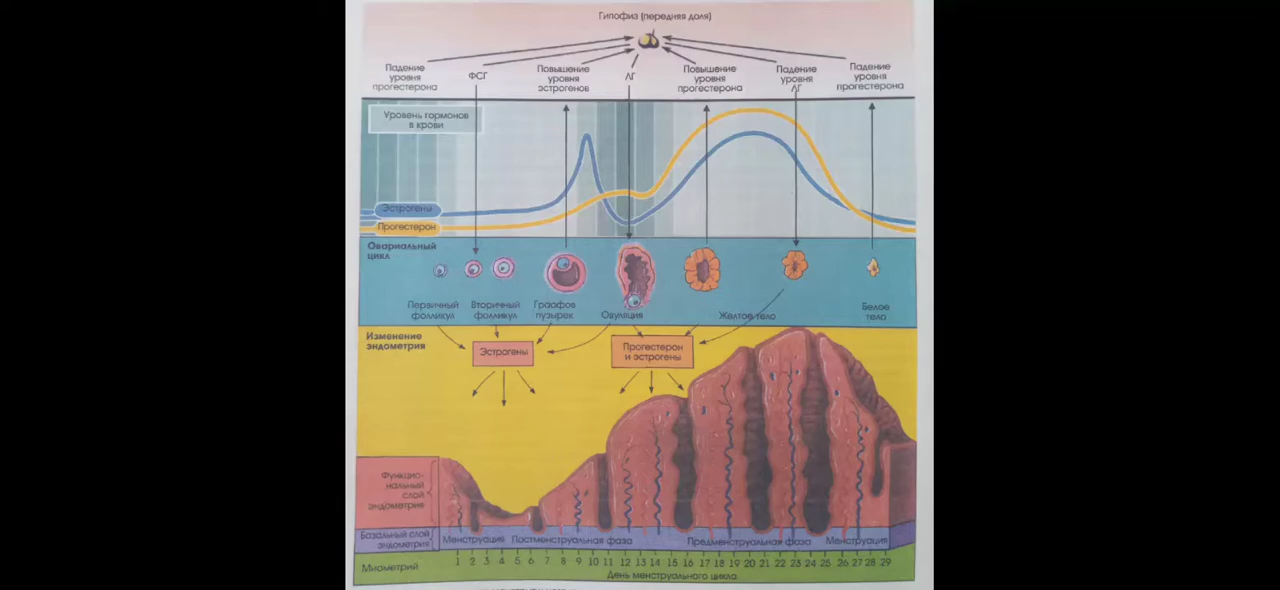 Гипофиз (передняя доля)
Падение
уровня
прогестерона
ФСГ
Повышение
уровня
эстрогенов
ЛГ
Повышение
уровня
прогестерона
Падение
уровня
ЛГ
Падение
уровня
прогестерона
Уровень гормонов
в крови
Эстрогены
Прогестерон
Овариальный
цикл
Первичный
фолликул
Вторичный
фолликул
Граафов
пузырек
Овуляция
Желтое тело
Белое
тело
Изменение
эндометрия
Эстрогены
Прогестерон
и эстрогены
Функцио-
нальный
слой
эндометрия
Базальный слой
эндометрия
Менструация
Постменструальная фаза
Предменструальная фаза
Менструация
Миометрий
1 2 3 4 5 6 7 8 9 10 11 12 13 14 15 16 17 18 19 20 21 22 23 24 25 26 27 28 29
День менструального цикла